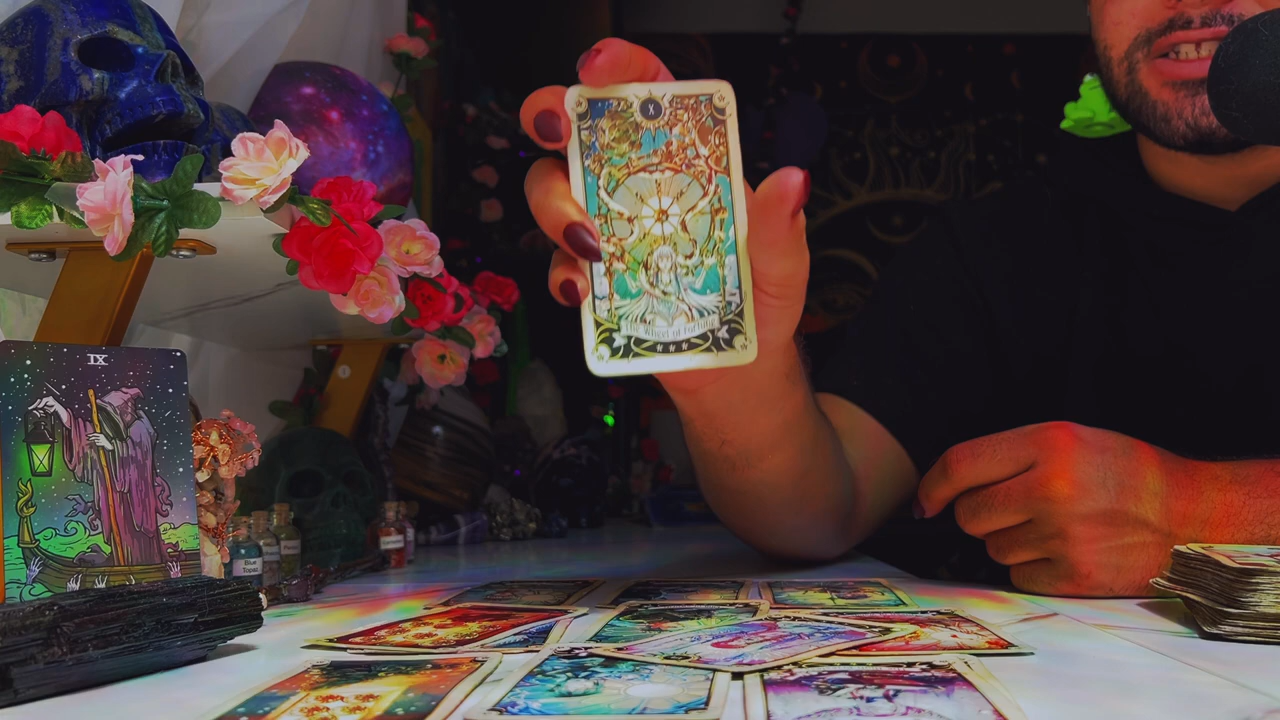 X
The Wheel of Fortune
IX
Blue
Topaz